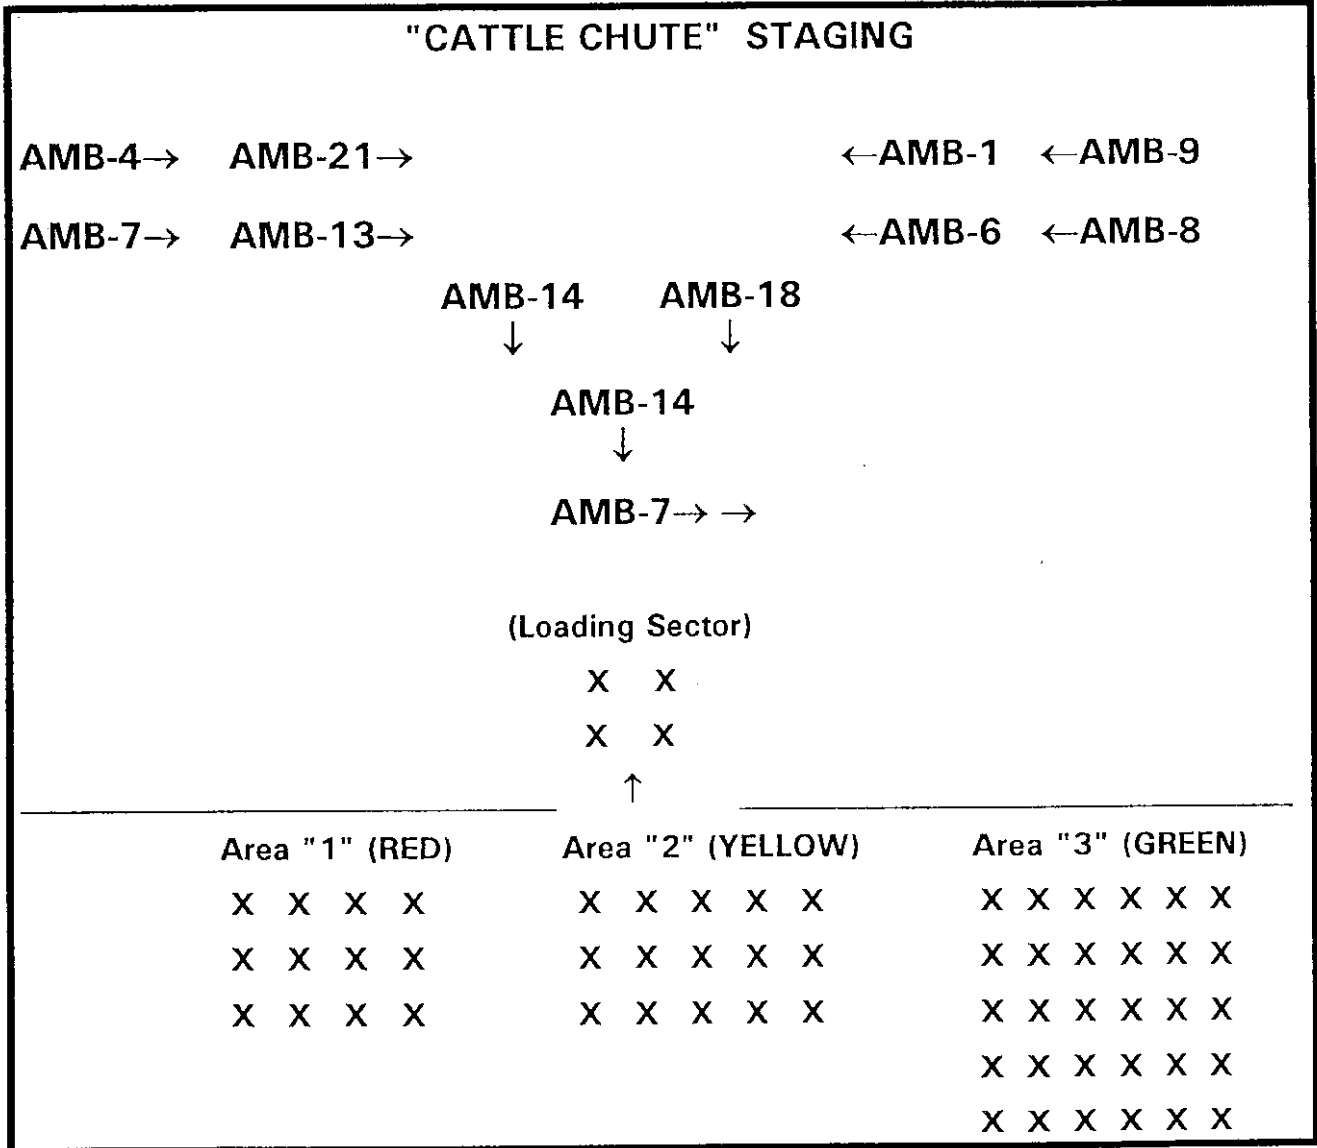 "CATTLE CHUTE" STAGING
AMB-4→ AMB-21→ ←AMB-1 ←AMB-9
AMB-7→ AMB-13→ ←AMB-6 ←AMB-8
AMB-14 AMB-18
↓ ↓
AMB-14
↓
AMB-7→ →
(Loading Sector)
X X
X X
↑
Area "1" (RED) Area "2" (YELLOW) Area "3" (GREEN)
X X X X X X X X X X X X X X X
X X X X X X X X X X X X X X X
X X X X X X X X X X X X X X X
X X X X X X
X X X X X X